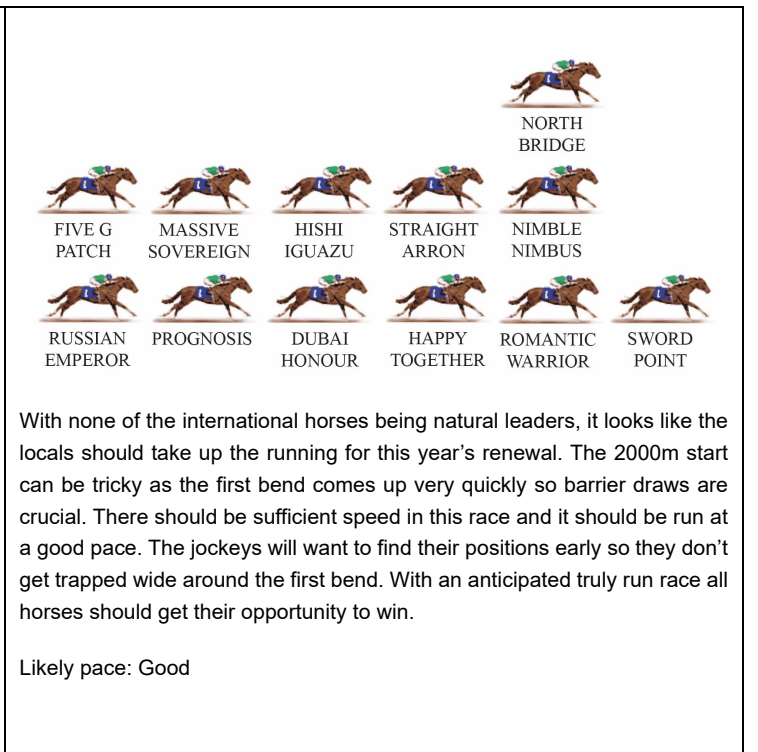 NORTH
BRIDGE
FIVE G
PATCH
MASSIVE
SOVEREIGN
HISHI
IGUAZU
STRAIGHT
ARRON
NIMBLE
NIMBUS
RUSSIAN
EMPEROR
PROGNOSIS
DUBAI
HONOUR
HAPPY
TOGETHER
ROMANTIC
WARRIOR
SWORD
POINT
With none of the international horses being natural leaders, it looks like the
locals should take up the running for this year’s renewal. The 2000m start
can be tricky as the first bend comes up very quickly so barrier draws are
crucial. There should be sufficient speed in this race and it should be run at
a good pace. The jockeys will want to find their positions early so they don’t
get trapped wide around the first bend. With an anticipated truly run race all
horses should get their opportunity to win.
Likely pace: Good